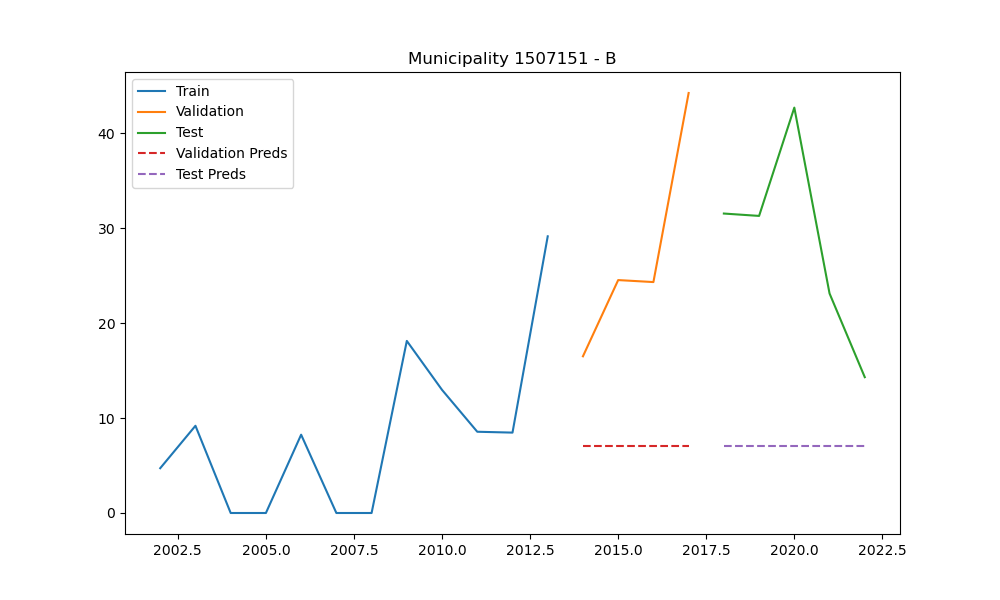 Municipality 1507151 - B
Train
Validation
Test
Validation Preds
Test Preds
40
30
20
10
0
2002.5 2005.0 2007.5 2010.0 2012.5 2015.0 2017.5 2020.0 2022.5